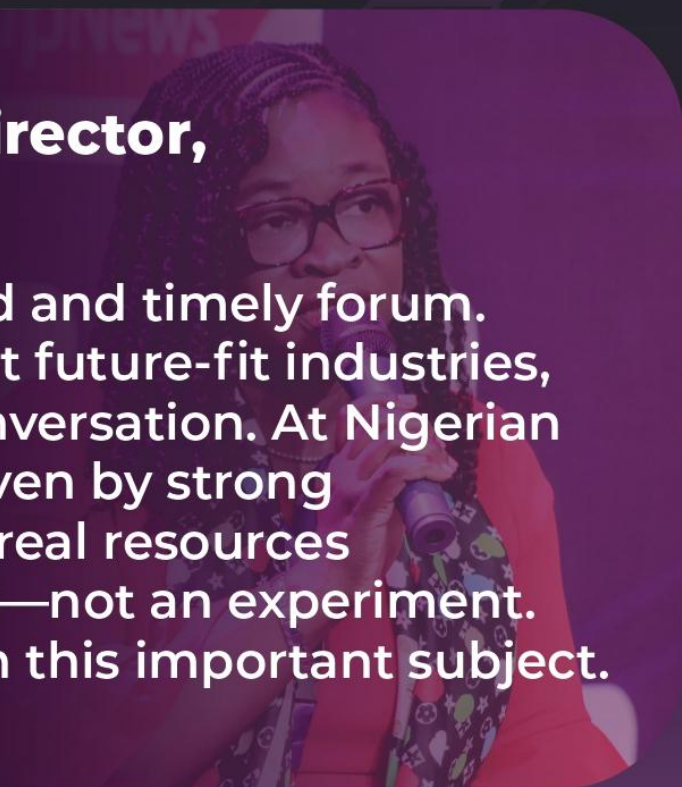 pNews
irector,
d and timely forum.
t future-fit industries,
nversation. At Nigerian
ven by strong
real resources
—not an experiment.
n this important subject.